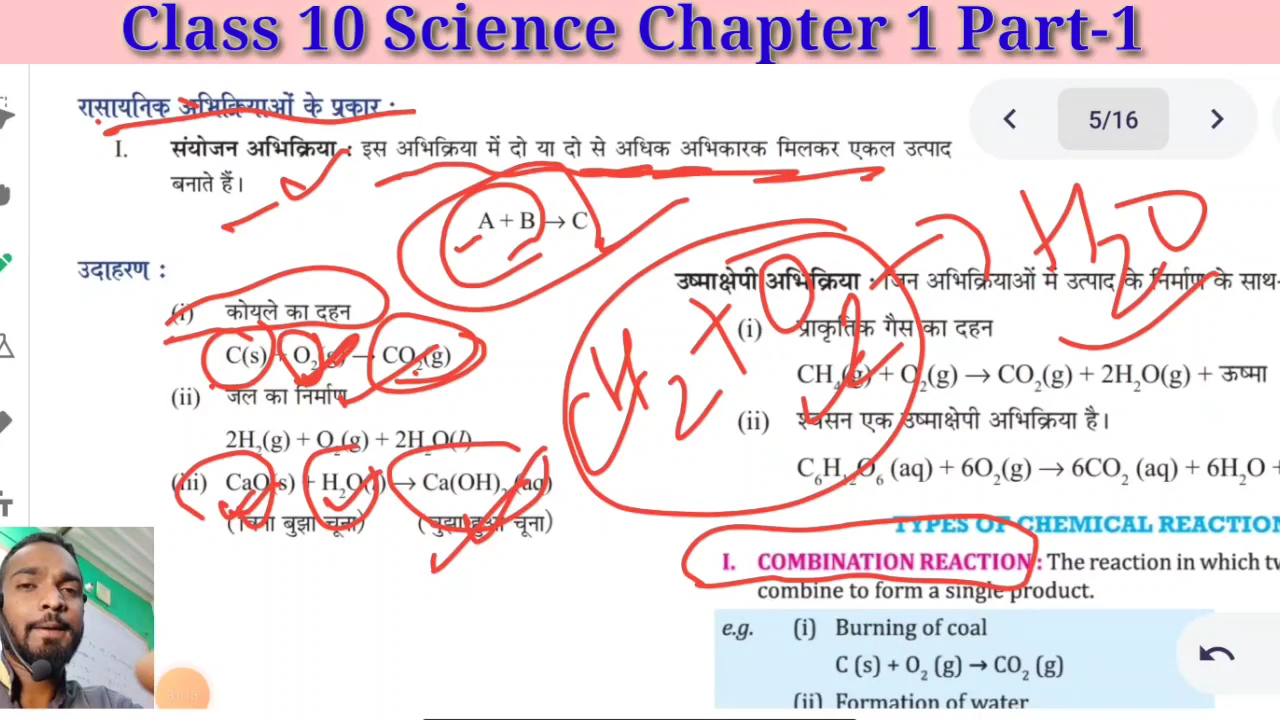 Class 10 Science Chapter 1 Part-1
5/16
रासायनिक अभिक्रियाओं के प्रकार :
I. संयोजन अभिक्रिया : इस अभिक्रिया में दो या दो से अधिक अभिकारक मिलकर एकल उत्पाद
बनाते हैं।
A + B → C
उदाहरण :
(i) कोयले का दहन
C(s) + O₂(g) → CO₂(g)
(ii) जल का निर्माण
2H₂(g) + O₂(g) + 2H₂O(l)
(iii) CaO(s) + H₂O(l) → Ca(OH)₂ (aq)
(बिना बुझा चूना) (बुझा हुआ चूना)
H₂ + O₂
H₂O
उष्माक्षेपी अभिक्रिया : जिन अभिक्रियाओं में उत्पाद के निर्माण के साथ-
(i) प्राकृतिक गैस का दहन
CH₄(g) + O₂(g) → CO₂(g) + 2H₂O(g) + ऊष्मा
(ii) श्वसन एक उष्माक्षेपी अभिक्रिया है।
C₆H₁₂O₆ (aq) + 6O₂(g) → 6CO₂ (aq) + 6H₂O +
TYPES OF CHEMICAL REACTION
I. COMBINATION REACTION : The reaction in which tw
combine to form a single product.
e.g. (i) Burning of coal
C (s) + O₂ (g) → CO₂ (g)
(ii) Formation of water